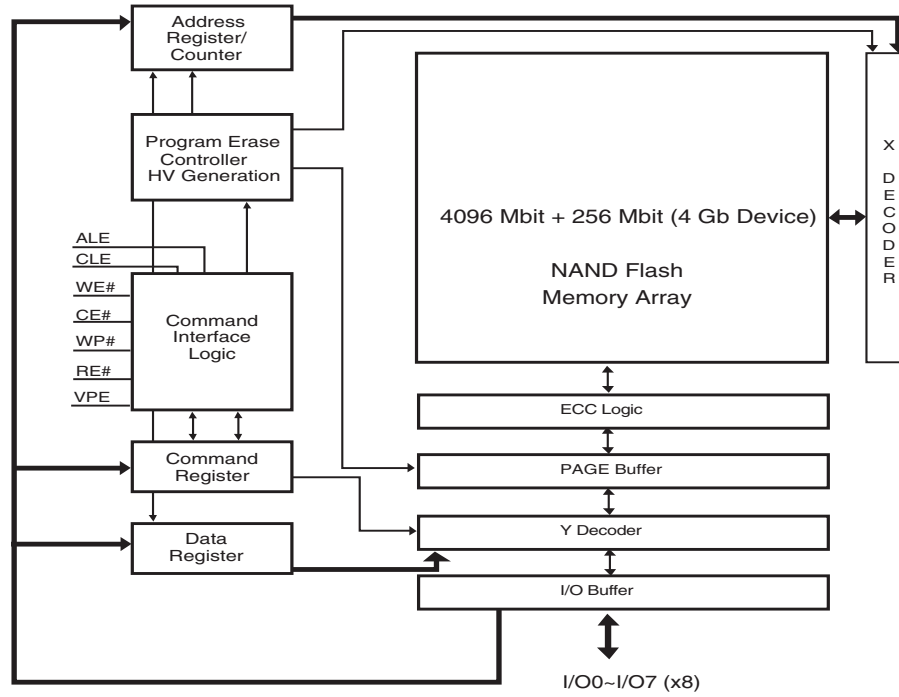 Address
Register/
Counter
Program Erase
Controller
HV Generation
ALE
CLE
WE#
CE#
WP#
RE#
VPE
Command
Interface
Logic
Command
Register
Data
Register
4096 Mbit + 256 Mbit (4 Gb Device)
NAND Flash
Memory Array
X
DECODER
ECC Logic
PAGE Buffer
Y Decoder
I/O Buffer
I/O0~I/O7 (x8)